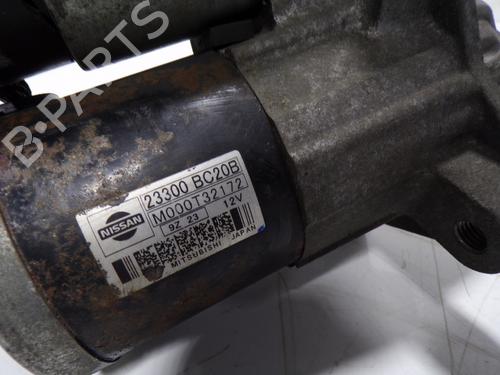 B-PARTS
NISSAN
23300 BC20B
M000T32172
9Z 23 12V
MITSUBISHI JAPAN